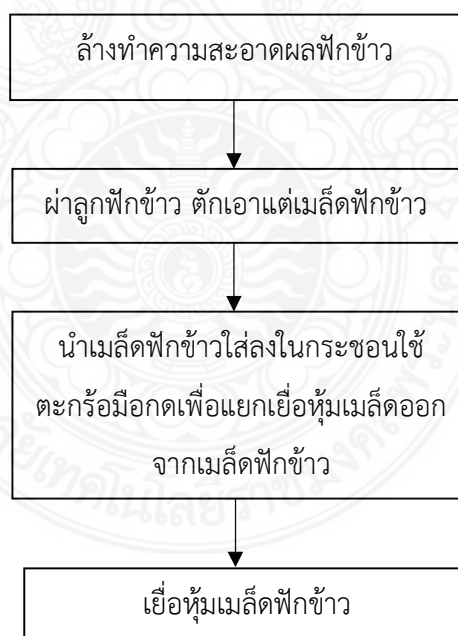 ล้างทำความสะอาดผลฟักข้าว
ผ่าลูกฟักข้าว ตักเอาแต่เมล็ดฟักข้าว
นำเมล็ดฟักข้าวใส่ลงในกระชอนใช้
ตะกร้อมือกดเพื่อแยกเยื่อหุ้มเมล็ดออก
จากเมล็ดฟักข้าว
เยื่อหุ้มเมล็ดฟักข้าว